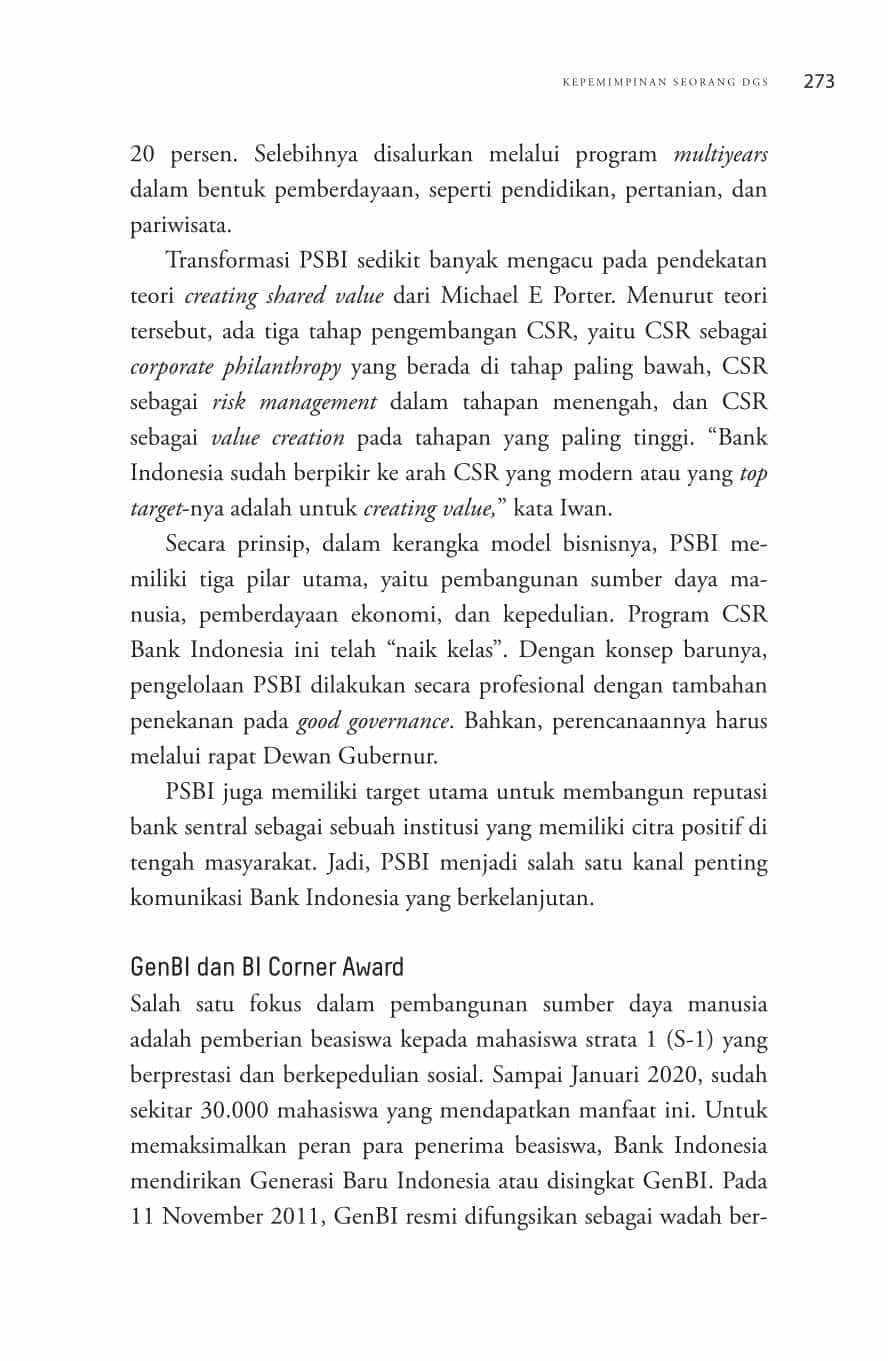 KEPEMIMPINAN SEORANG DGS 273
20 persen. Selebihnya disalurkan melalui program multiyears
dalam bentuk pemberdayaan, seperti pendidikan, pertanian, dan
pariwisata.
Transformasi PSBI sedikit banyak mengacu pada pendekatan
teori creating shared value dari Michael E Porter. Menurut teori
tersebut, ada tiga tahap pengembangan CSR, yaitu CSR sebagai
corporate philanthropy yang berada di tahap paling bawah, CSR
sebagai risk management dalam tahapan menengah, dan CSR
sebagai value creation pada tahapan yang paling tinggi. “Bank
Indonesia sudah berpikir ke arah CSR yang modern atau yang top
target-nya adalah untuk creating value,” kata Iwan.
Secara prinsip, dalam kerangka model bisnisnya, PSBI me-
miliki tiga pilar utama, yaitu pembangunan sumber daya ma-
nusia, pemberdayaan ekonomi, dan kepedulian. Program CSR
Bank Indonesia ini telah “naik kelas”. Dengan konsep barunya,
pengelolaan PSBI dilakukan secara profesional dengan tambahan
penekanan pada good governance. Bahkan, perencanaannya harus
melalui rapat Dewan Gubernur.
PSBI juga memiliki target utama untuk membangun reputasi
bank sentral sebagai sebuah institusi yang memiliki citra positif di
tengah masyarakat. Jadi, PSBI menjadi salah satu kanal penting
komunikasi Bank Indonesia yang berkelanjutan.
GenBI dan BI Corner Award
Salah satu fokus dalam pembangunan sumber daya manusia
adalah pemberian beasiswa kepada mahasiswa strata 1 (S-1) yang
berprestasi dan berkepedulian sosial. Sampai Januari 2020, sudah
sekitar 30.000 mahasiswa yang mendapatkan manfaat ini. Untuk
memaksimalkan peran para penerima beasiswa, Bank Indonesia
mendirikan Generasi Baru Indonesia atau disingkat GenBI. Pada
11 November 2011, GenBI resmi difungsikan sebagai wadah ber-